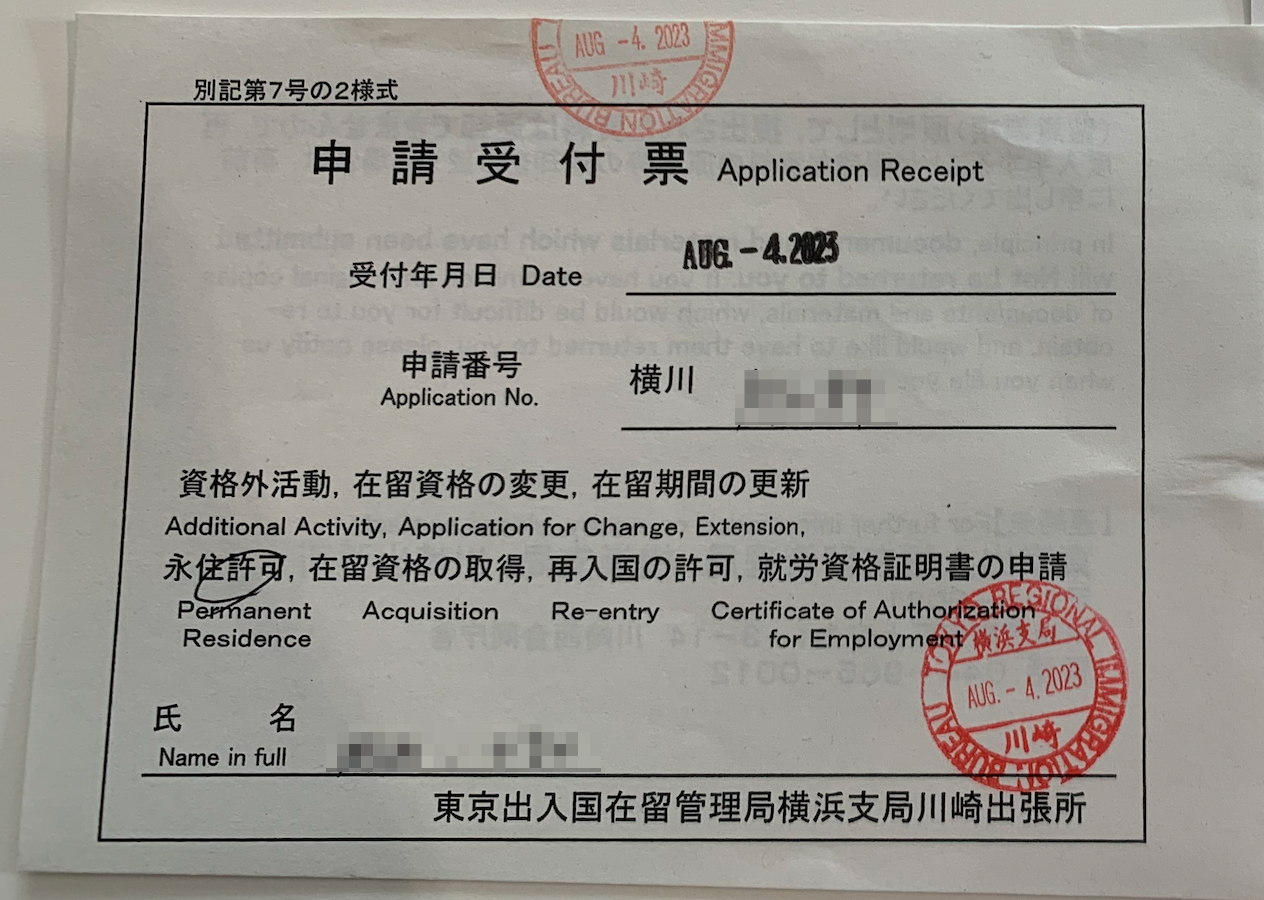 AUG -4. 2023
川崎
IMMIGRATION BUREAU
別記第7号の2様式
申請受付票 Application Receipt
受付年月日 Date AUG. -4. 2023
申請番号 横川
Application No.
資格外活動, 在留資格の変更, 在留期間の更新
Additional Activity, Application for Change, Extension,
永住許可, 在留資格の取得, 再入国の許可, 就労資格証明書の申請
Permanent Acquisition Re-entry Certificate of Authorization
Residence for Employment
TOKYO REGIONAL IMMIGRATION BUREAU
横浜支局
AUG. -4. 2023
川崎
氏 名
Name in full
東京出入国在留管理局横浜支局川崎出張所